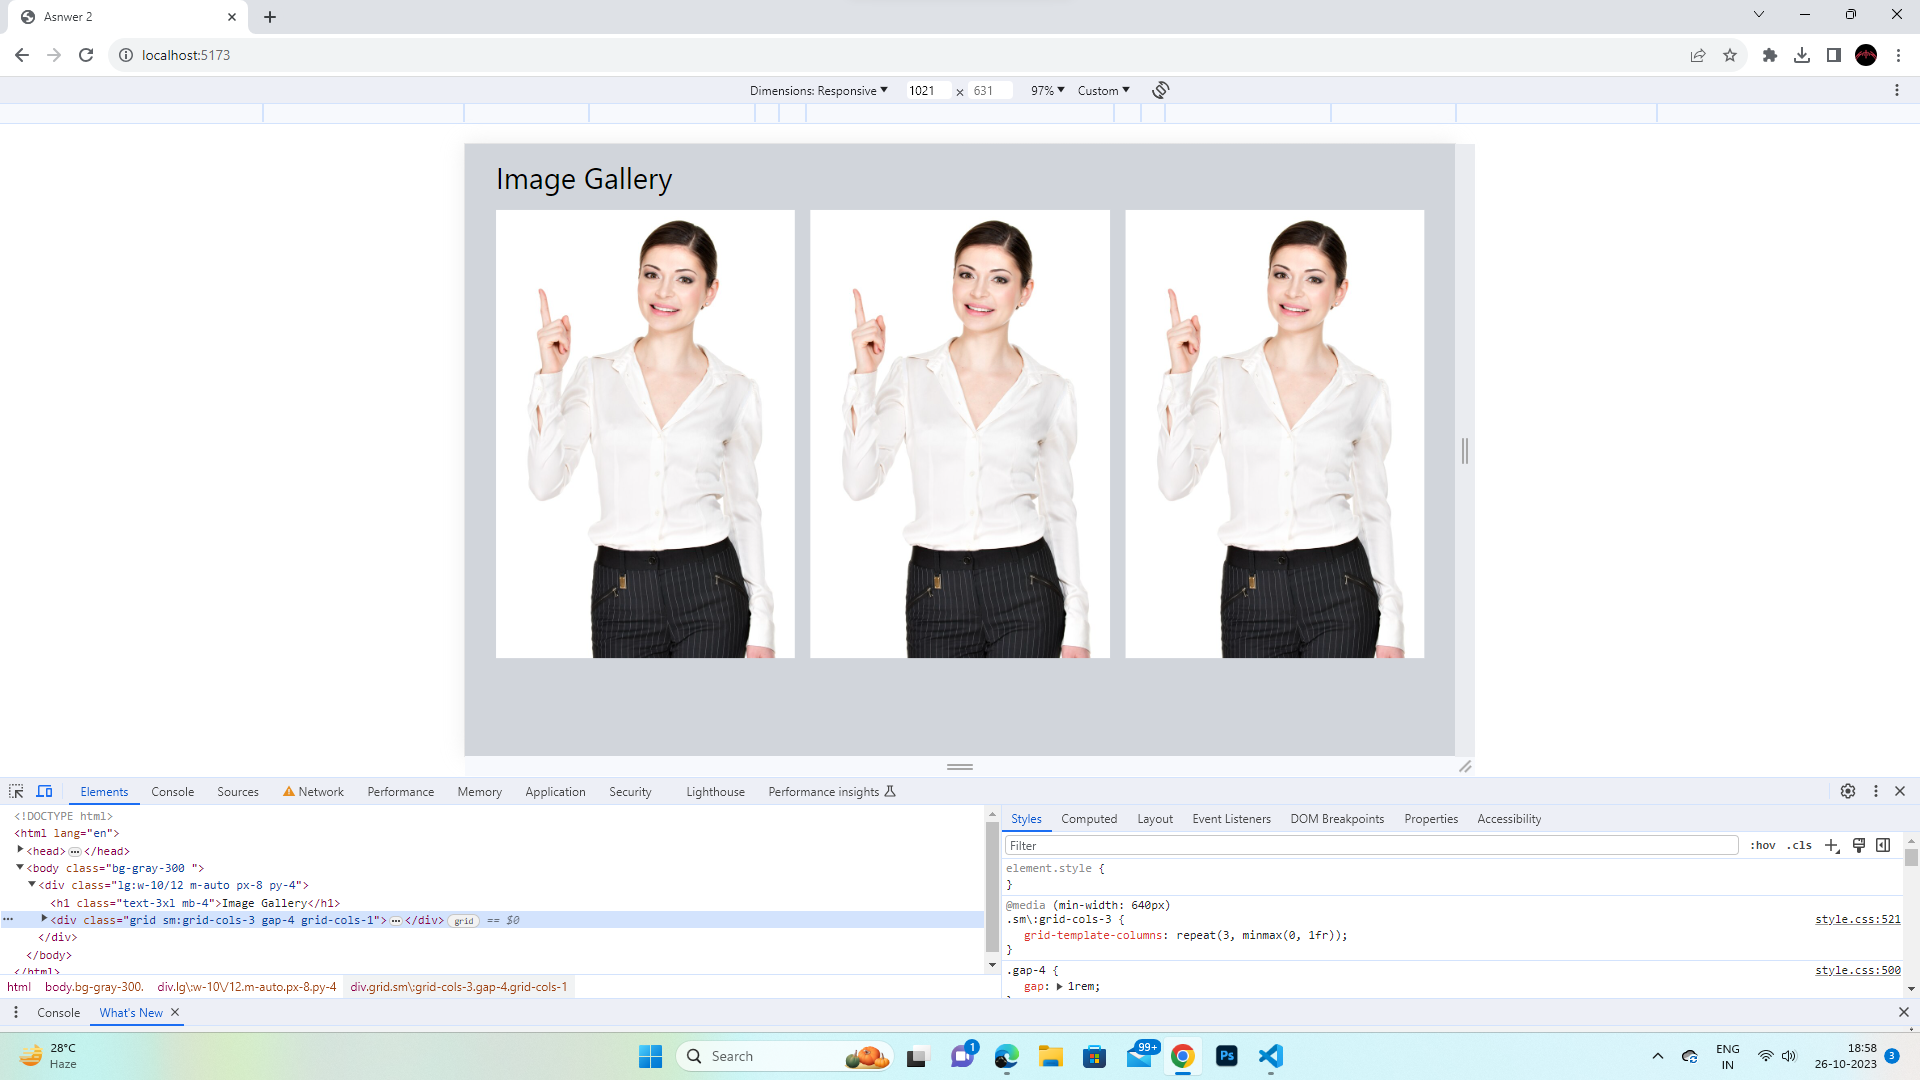 Asnwer 2
localhost:5173
Dimensions: Responsive 1021 × 631 97% Custom
Image Gallery
Elements Console Sources Network Performance Memory Application Security Lighthouse Performance insights
<!DOCTYPE html>
<html lang="en">
<head> ••• </head>
<body class="bg-gray-300 ">
<div class="lg:w-10/12 m-auto px-8 py-4">
<h1 class="text-3xl mb-4">Image Gallery</h1>
<div class="grid sm:grid-cols-3 gap-4 grid-cols-1"> ••• </div> grid == $0
</div>
</body>
</html>
html body.bg-gray-300. div.lg\:w-10\/12.m-auto.px-8.py-4 div.grid.sm\:grid-cols-3.gap-4.grid-cols-1
Styles Computed Layout Event Listeners DOM Breakpoints Properties Accessibility
Filter :hov .cls
element.style {
}
@media (min-width: 640px)
.sm\:grid-cols-3 { style.css:521
grid-template-columns: repeat(3, minmax(0, 1fr));
}
.gap-4 { style.css:500
gap: 1rem;
}
Console What's New
28°C
Haze
Search
1
99+
Ps
ENG
IN
18:58
26-10-2023
3